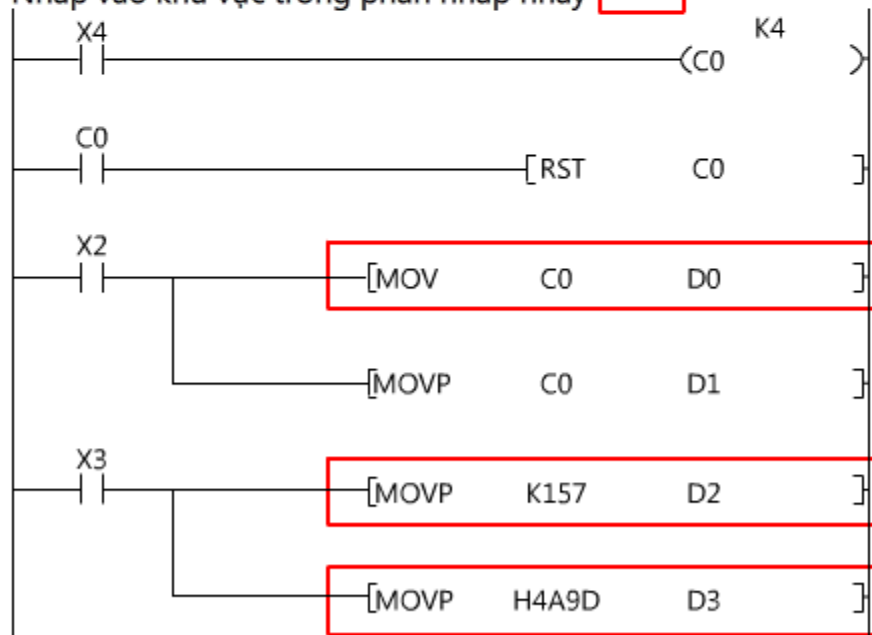 X4 K4
(C0 )
C0
[RST C0 ]
X2
[MOV C0 D0 ]
[MOVP C0 D1 ]
X3
[MOVP K157 D2 ]
[MOVP H4A9D D3 ]